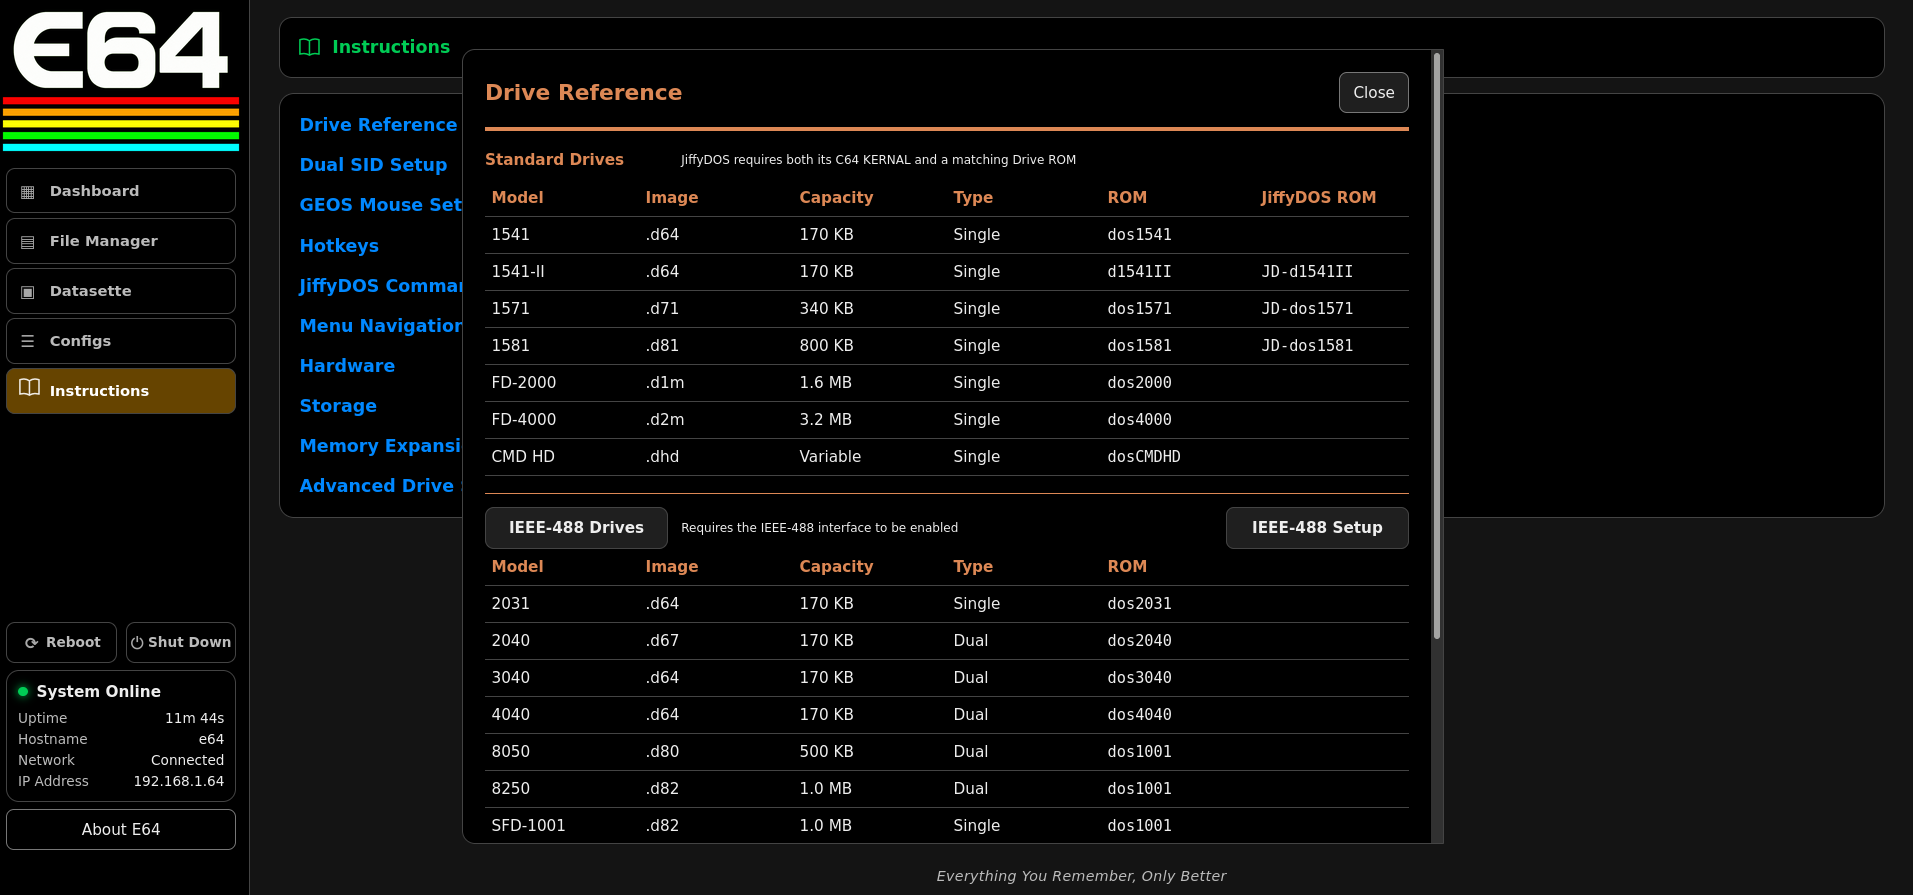 E64
Dashboard
File Manager
Datasette
Configs
Instructions
Reboot
Shut Down
System Online
Uptime 11m 44s
Hostname e64
Network Connected
IP Address 192.168.1.64
About E64
Instructions
Drive Reference
Dual SID Setup
GEOS Mouse Set
Hotkeys
JiffyDOS Comma
Menu Navigation
Hardware
Storage
Memory Expansi
Advanced Drive
Drive Reference
Close
Standard Drives JiffyDOS requires both its C64 KERNAL and a matching Drive ROM
Model Image Capacity Type ROM JiffyDOS ROM
1541 .d64 170 KB Single dos1541
1541-II .d64 170 KB Single d1541II JD-d1541II
1571 .d71 340 KB Single dos1571 JD-dos1571
1581 .d81 800 KB Single dos1581 JD-dos1581
FD-2000 .d1m 1.6 MB Single dos2000
FD-4000 .d2m 3.2 MB Single dos4000
CMD HD .dhd Variable Single dosCMDHD
IEEE-488 Drives Requires the IEEE-488 interface to be enabled IEEE-488 Setup
Model Image Capacity Type ROM
2031 .d64 170 KB Single dos2031
2040 .d67 170 KB Dual dos2040
3040 .d64 170 KB Dual dos3040
4040 .d64 170 KB Dual dos4040
8050 .d80 500 KB Dual dos1001
8250 .d82 1.0 MB Dual dos1001
SFD-1001 .d82 1.0 MB Single dos1001
Everything You Remember, Only Better